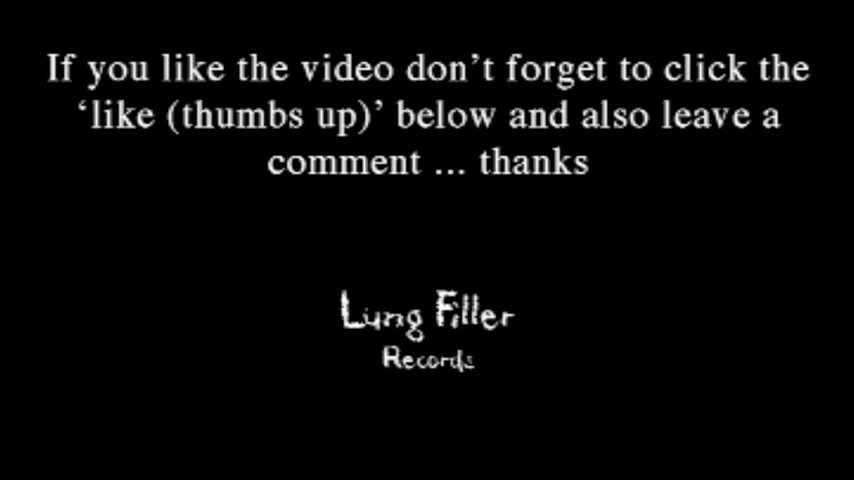 If you like the video don’t forget to click the
‘like (thumbs up)’ below and also leave a
comment ... thanks
Lung Filler
Records